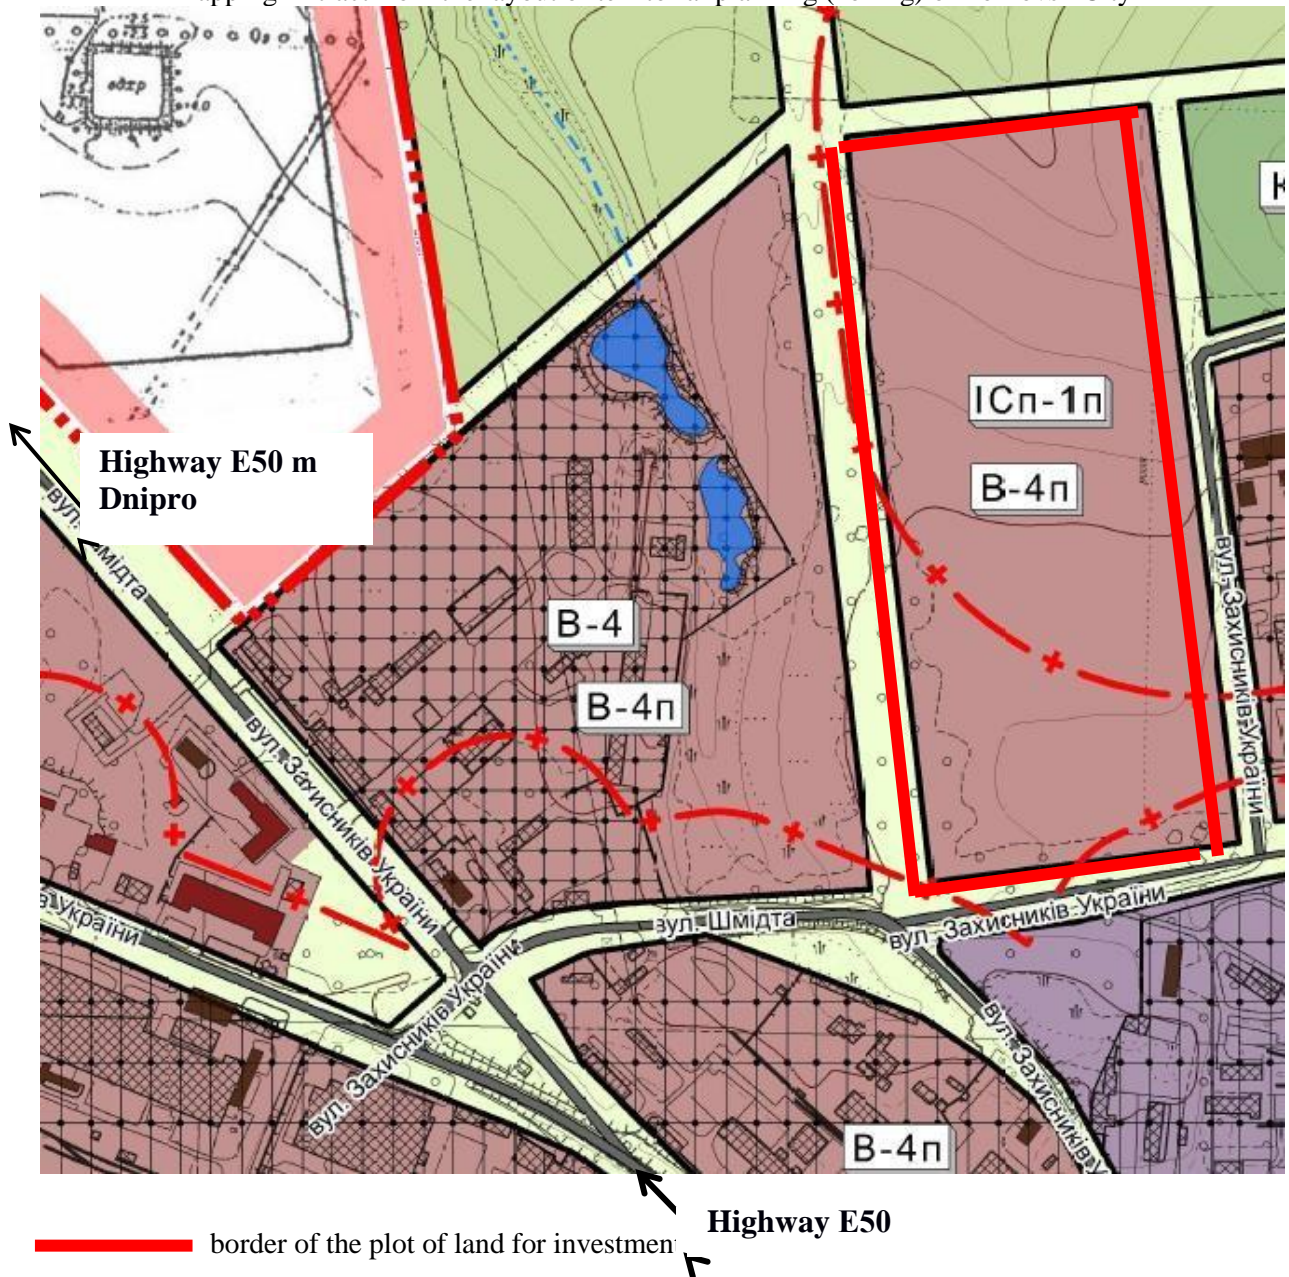 ІСп-1п
В-4п
Highway E50 m
Dnipro
вул.
Шмідта
В-4
В-4п
вул. Захисників України
вул. Захисників України
в України
вул. Захисників України
вул. Шмідта
вул. Захисників України
вул. Захисників У
В-4п
Highway E50
border of the plot of land for investmen